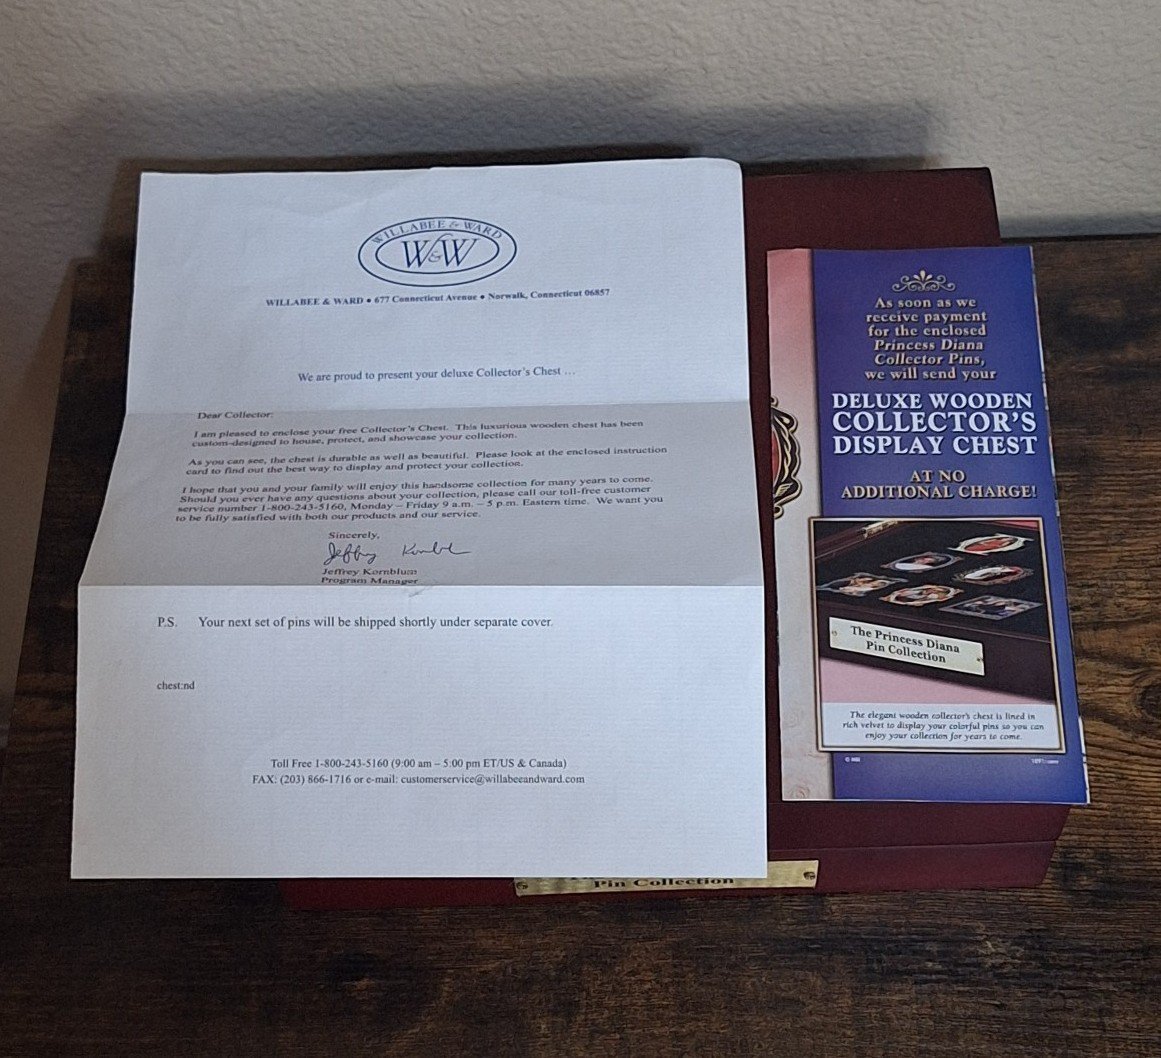 WILLABEE & WARD
W&W
WILLABEE & WARD • 677 Connecticut Avenue • Norwalk, Connecticut 06857
We are proud to present your deluxe Collector's Chest ...
Dear Collector:
I am pleased to enclose your free Collector's Chest. This luxurious wooden chest has been
custom-designed to house, protect, and showcase your collection.
As you can see, the chest is durable as well as beautiful. Please look at the enclosed instruction
card to find out the best way to display and protect your collection.
I hope that you and your family will enjoy this handsome collection for many years to come.
Should you ever have any questions about your collection, please call our toll-free customer
service number 1-800-243-5160, Monday – Friday 9 a.m. – 5 p.m. Eastern time. We want you
to be fully satisfied with both our products and our service.
Sincerely,
Jeffrey Kornblum
Program Manager
P.S. Your next set of pins will be shipped shortly under separate cover.
chest:nd
Toll Free 1-800-243-5160 (9:00 am – 5:00 pm ET/US & Canada)
FAX: (203) 866-1716 or e-mail: customerservice@willabeeandward.com
As soon as we
receive payment
for the enclosed
Princess Diana
Collector Pins,
we will send your
DELUXE WOODEN
COLLECTOR'S
DISPLAY CHEST
AT NO
ADDITIONAL CHARGE!
The Princess Diana
Pin Collection
The elegant wooden collector's chest is lined in
rich velvet to display your colorful pins so you can
enjoy your collection for years to come.
Pin Collection